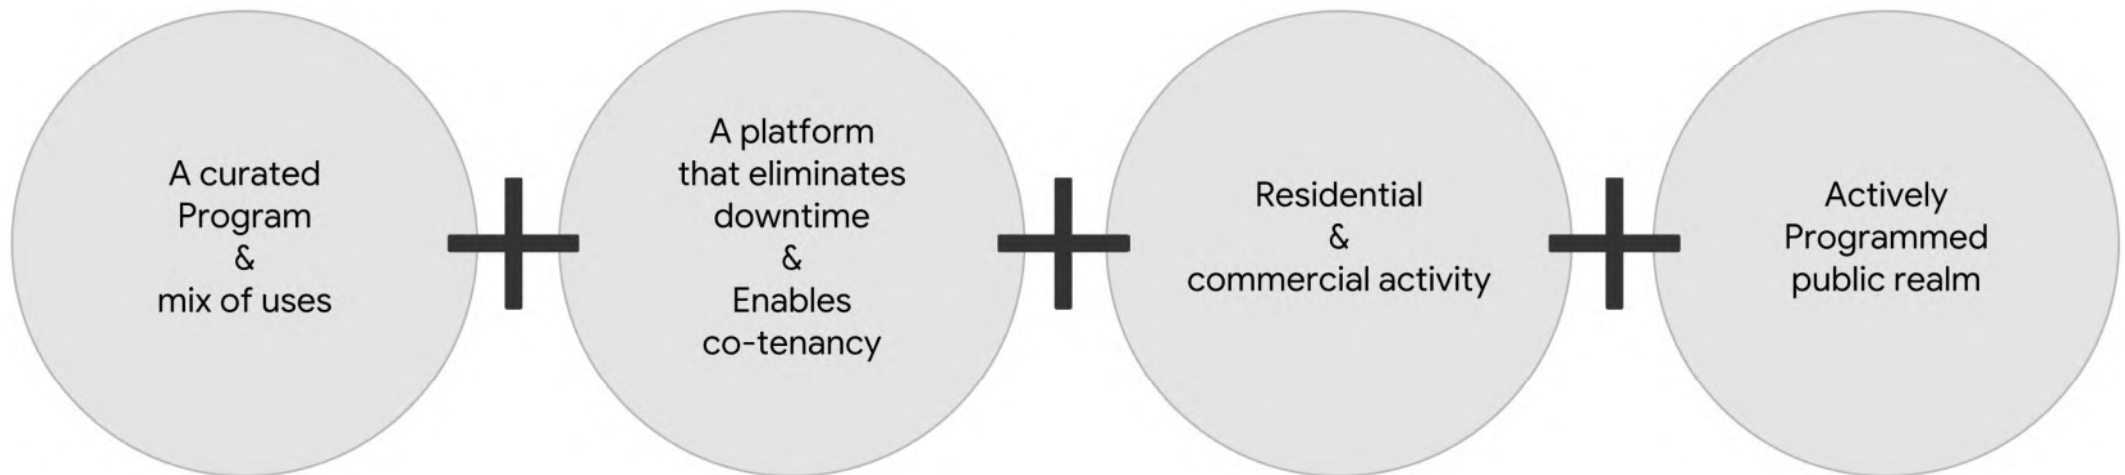 A curated
Program
&
mix of uses
A platform
that eliminates
downtime
&
Enables
co-tenancy
Residential
&
commercial activity
Actively
Programmed
public realm